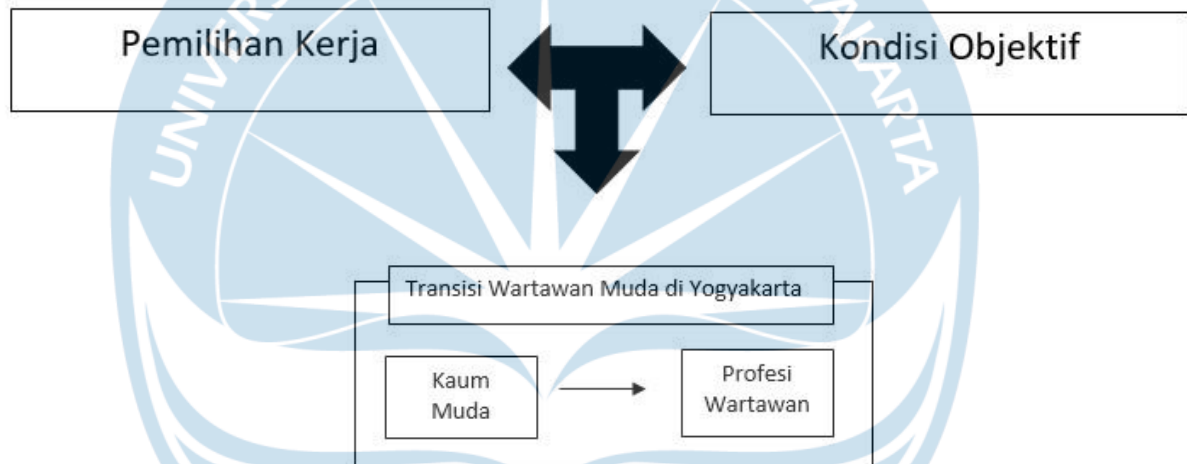 Pemilihan Kerja
Kondisi Objektif
Transisi Wartawan Muda di Yogyakarta
Kaum
Muda
Profesi
Wartawan